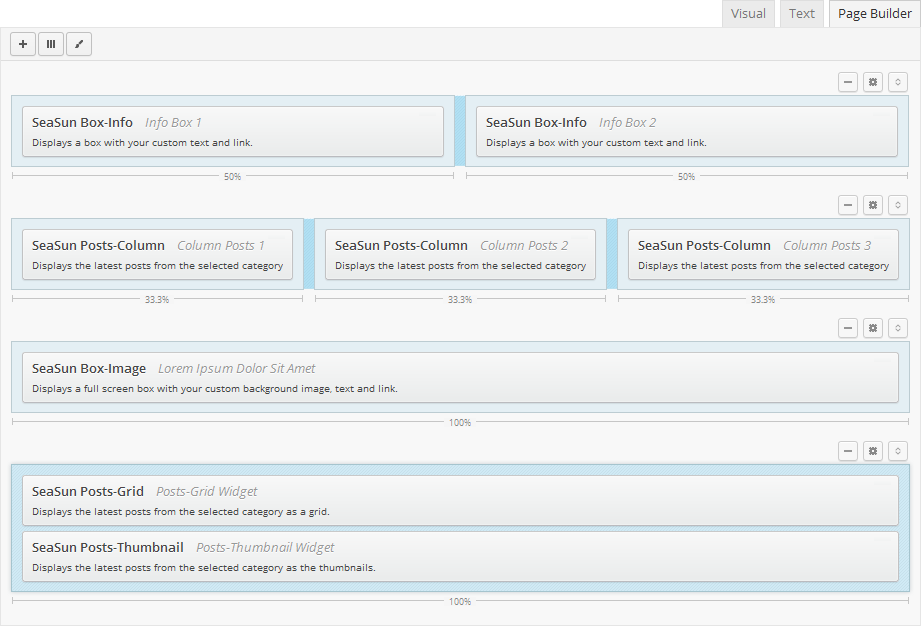 Visual Text Page Builder
SeaSun Box-Info Info Box 1
Displays a box with your custom text and link.
SeaSun Box-Info Info Box 2
Displays a box with your custom text and link.
50% 50%
SeaSun Posts-Column Column Posts 1
Displays the latest posts from the selected category
SeaSun Posts-Column Column Posts 2
Displays the latest posts from the selected category
SeaSun Posts-Column Column Posts 3
Displays the latest posts from the selected category
33.3% 33.3% 33.3%
SeaSun Box-Image Lorem Ipsum Dolor Sit Amet
Displays a full screen box with your custom background image, text and link.
100%
SeaSun Posts-Grid Posts-Grid Widget
Displays the latest posts from the selected category as a grid.
SeaSun Posts-Thumbnail Posts-Thumbnail Widget
Displays the latest posts from the selected category as the thumbnails.
100%